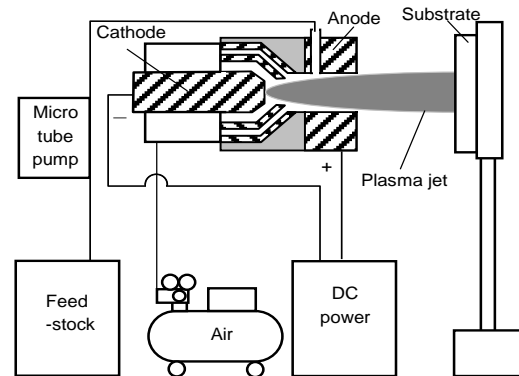 Cathode
Anode
Substrate
Micro
tube
pump
—
+
Plasma jet
Feed
-stock
Air
DC
power